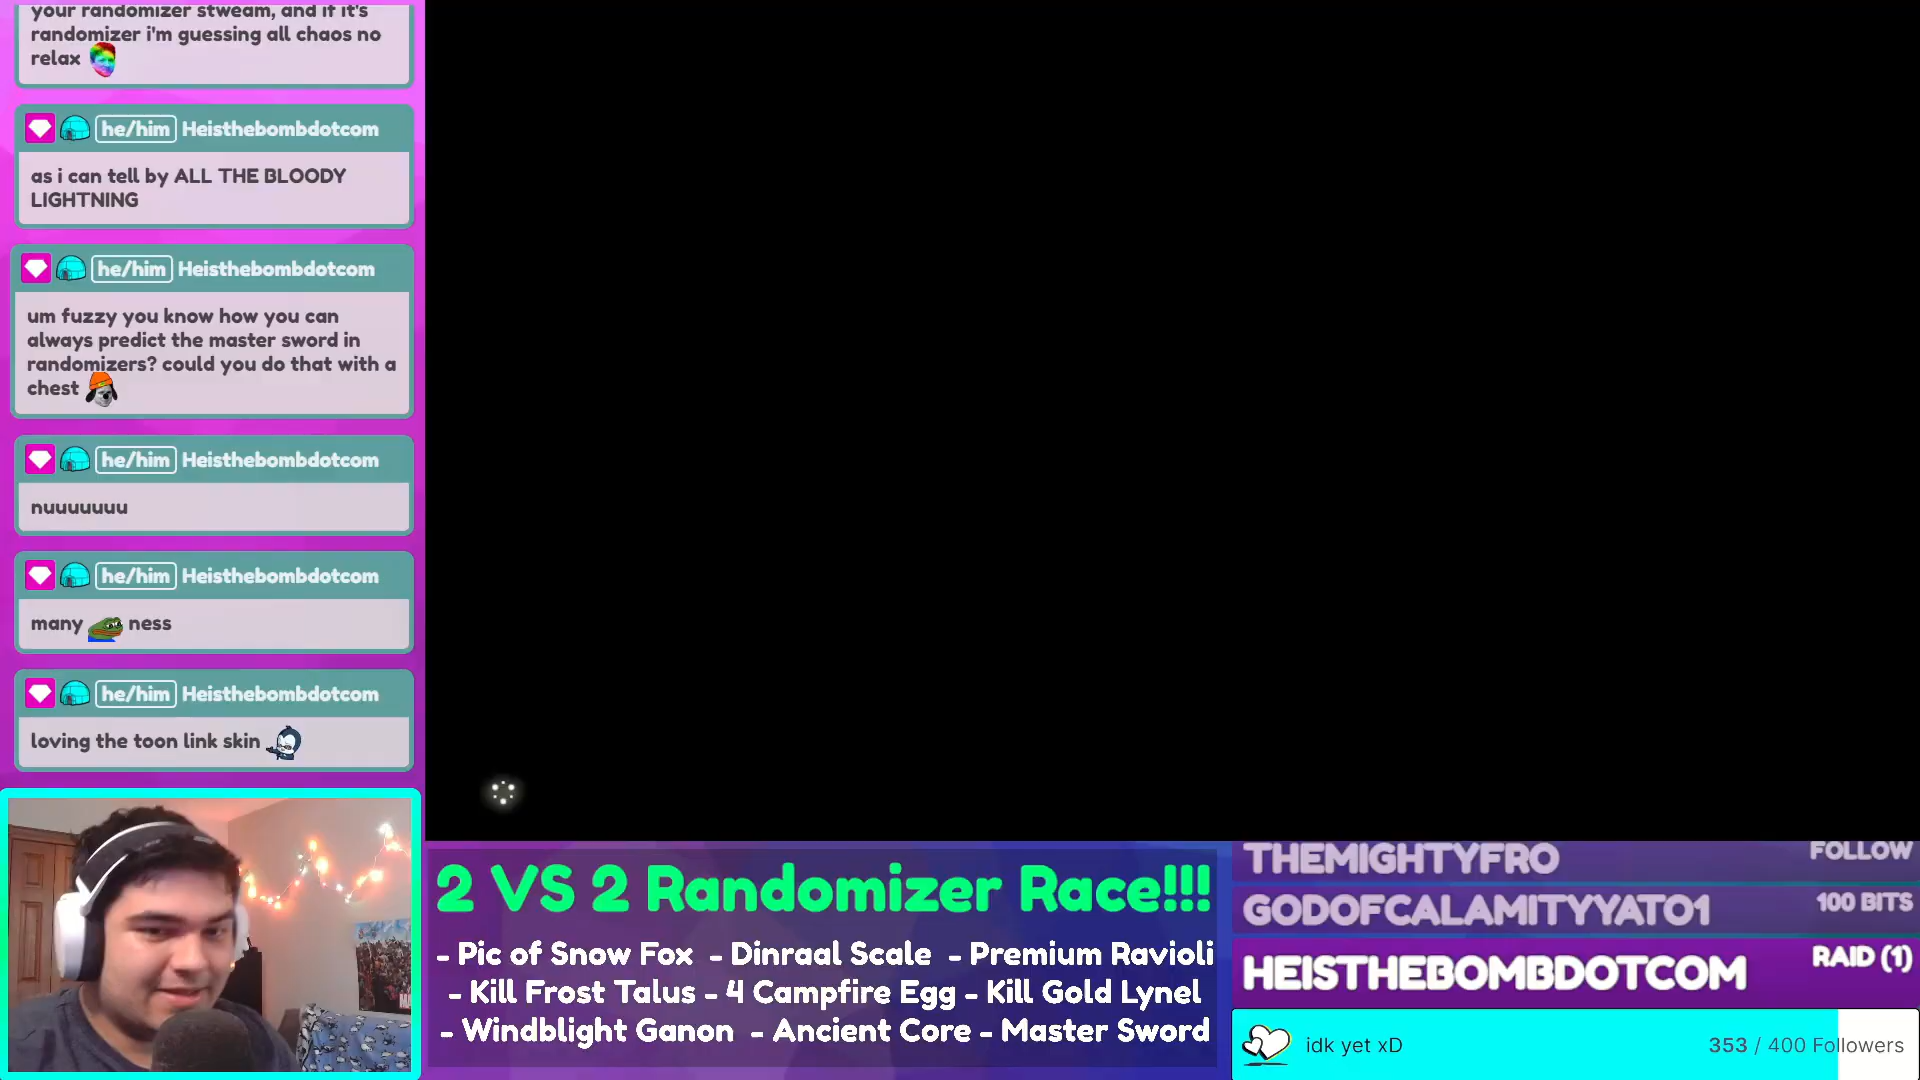 your randomizer stweam, and if it's
randomizer i'm guessing all chaos no
relax
he/him Heisthebombdotcom
as i can tell by ALL THE BLOODY
LIGHTNING
he/him Heisthebombdotcom
um fuzzy you know how you can
always predict the master sword in
randomizers? could you do that with a
chest
he/him Heisthebombdotcom
nuuuuuuu
he/him Heisthebombdotcom
many ness
he/him Heisthebombdotcom
loving the toon link skin
2 VS 2 Randomizer Race!!!
- Pic of Snow Fox - Dinraal Scale - Premium Ravioli
- Kill Frost Talus - 4 Campfire Egg - Kill Gold Lynel
- Windblight Ganon - Ancient Core - Master Sword
THEMIGHTYFRO FOLLOW
GODOFCALAMITYYATO1 100 BITS
HEISTHEBOMBDOTCOM RAID (1)
idk yet xD 353 / 400 Followers